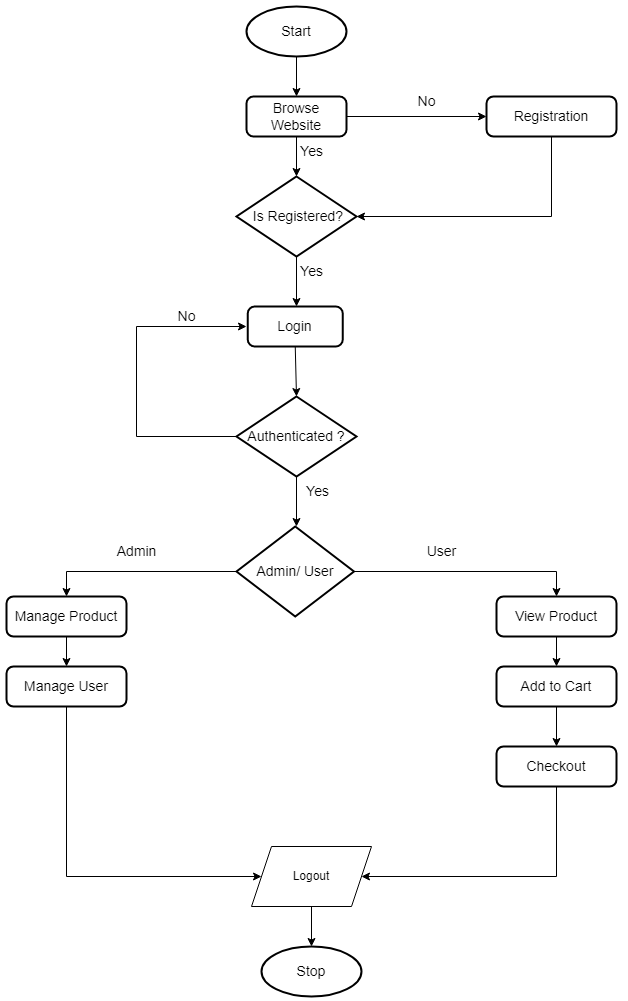 Start
Browse
Website
No
Registration
Yes
Is Registered?
Yes
No
Login
Authenticated ?
Yes
Admin
User
Admin/ User
Manage Product
View Product
Manage User
Add to Cart
Checkout
Logout
Stop